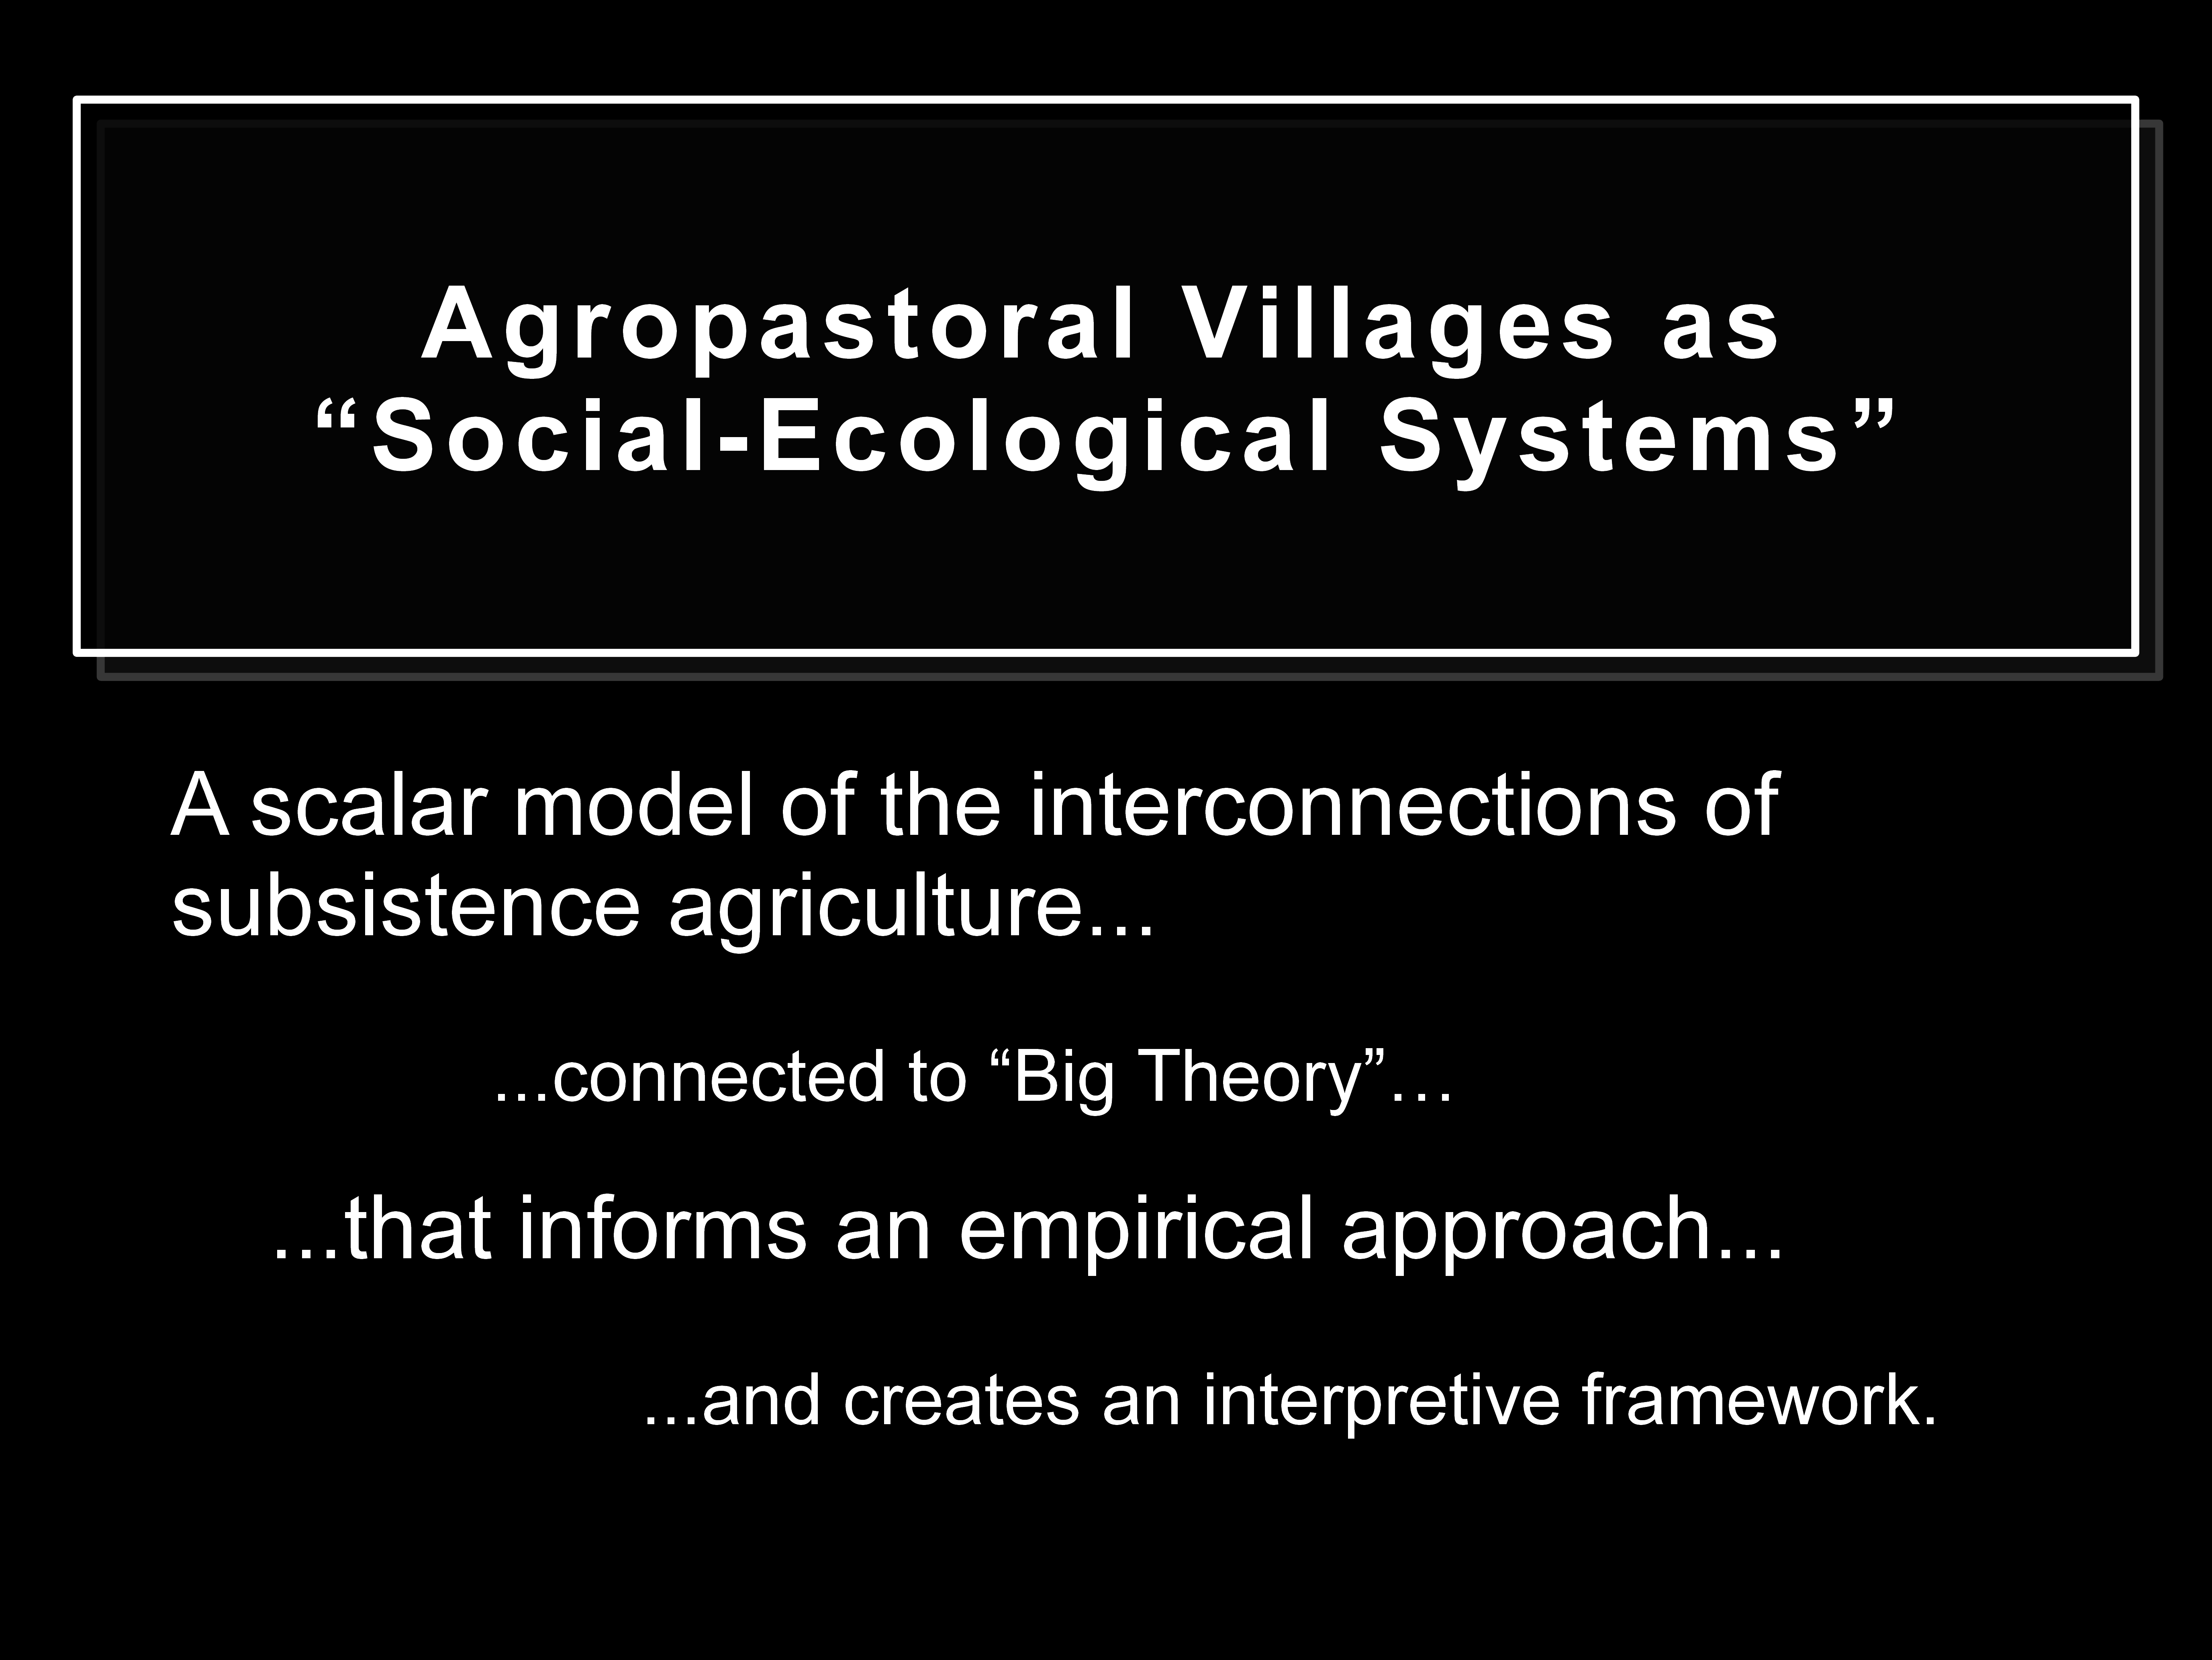 Agropastoral Villages as
“Social-Ecological Systems”
A scalar model of the interconnections of
subsistence agriculture...
...connected to “Big Theory”…
...that informs an empirical approach...
...and creates an interpretive framework.